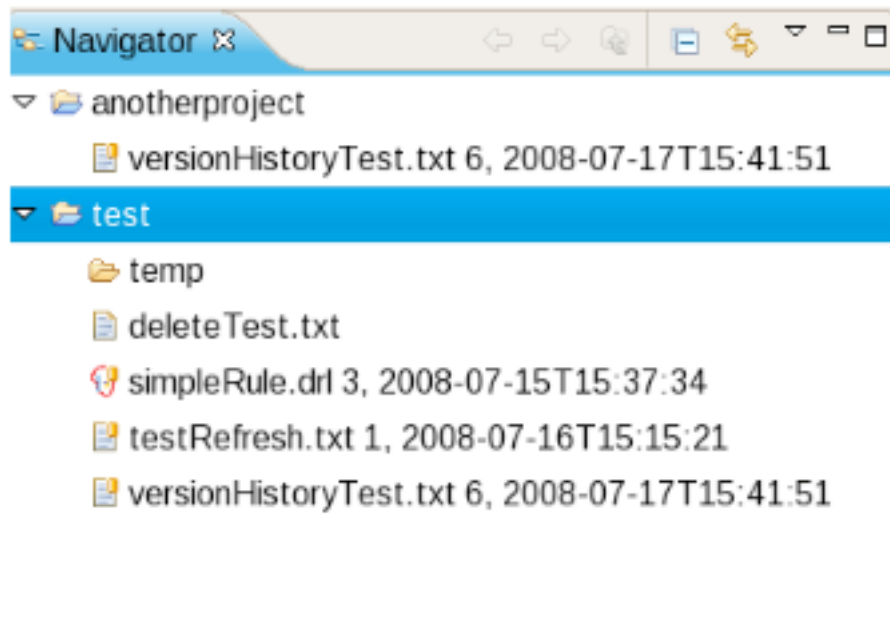 Navigator
anotherproject
versionHistoryTest.txt 6, 2008-07-17T15:41:51
test
temp
deleteTest.txt
simpleRule.drl 3, 2008-07-15T15:37:34
testRefresh.txt 1, 2008-07-16T15:15:21
versionHistoryTest.txt 6, 2008-07-17T15:41:51